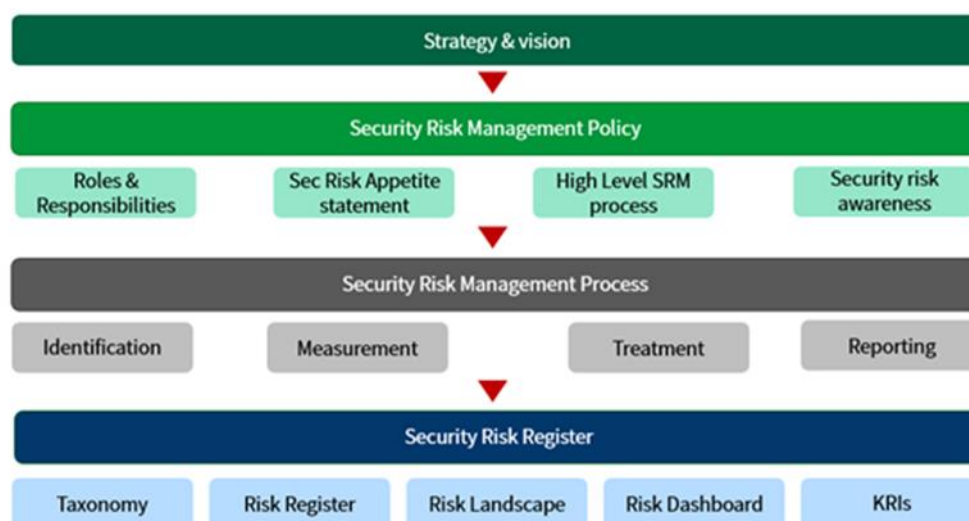 Strategy & vision
Security Risk Management Policy
Roles &
Responsibilities
Sec Risk Appetite
statement
High Level SRM
process
Security risk
awareness
Security Risk Management Process
Identification
Measurement
Treatment
Reporting
Security Risk Register
Taxonomy
Risk Register
Risk Landscape
Risk Dashboard
KRIs